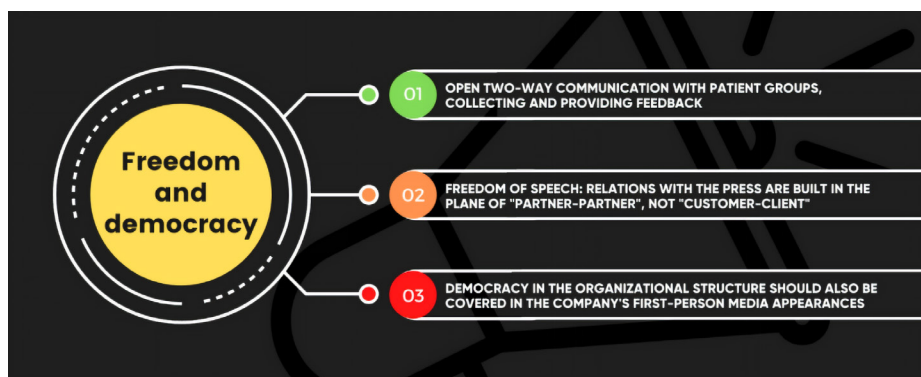 Freedom
and
democracy
01
OPEN TWO-WAY COMMUNICATION WITH PATIENT GROUPS,
COLLECTING AND PROVIDING FEEDBACK
02
FREEDOM OF SPEECH: RELATIONS WITH THE PRESS ARE BUILT IN THE
PLANE OF "PARTNER-PARTNER", NOT "CUSTOMER-CLIENT"
03
DEMOCRACY IN THE ORGANIZATIONAL STRUCTURE SHOULD ALSO BE
COVERED IN THE COMPANY'S FIRST-PERSON MEDIA APPEARANCES